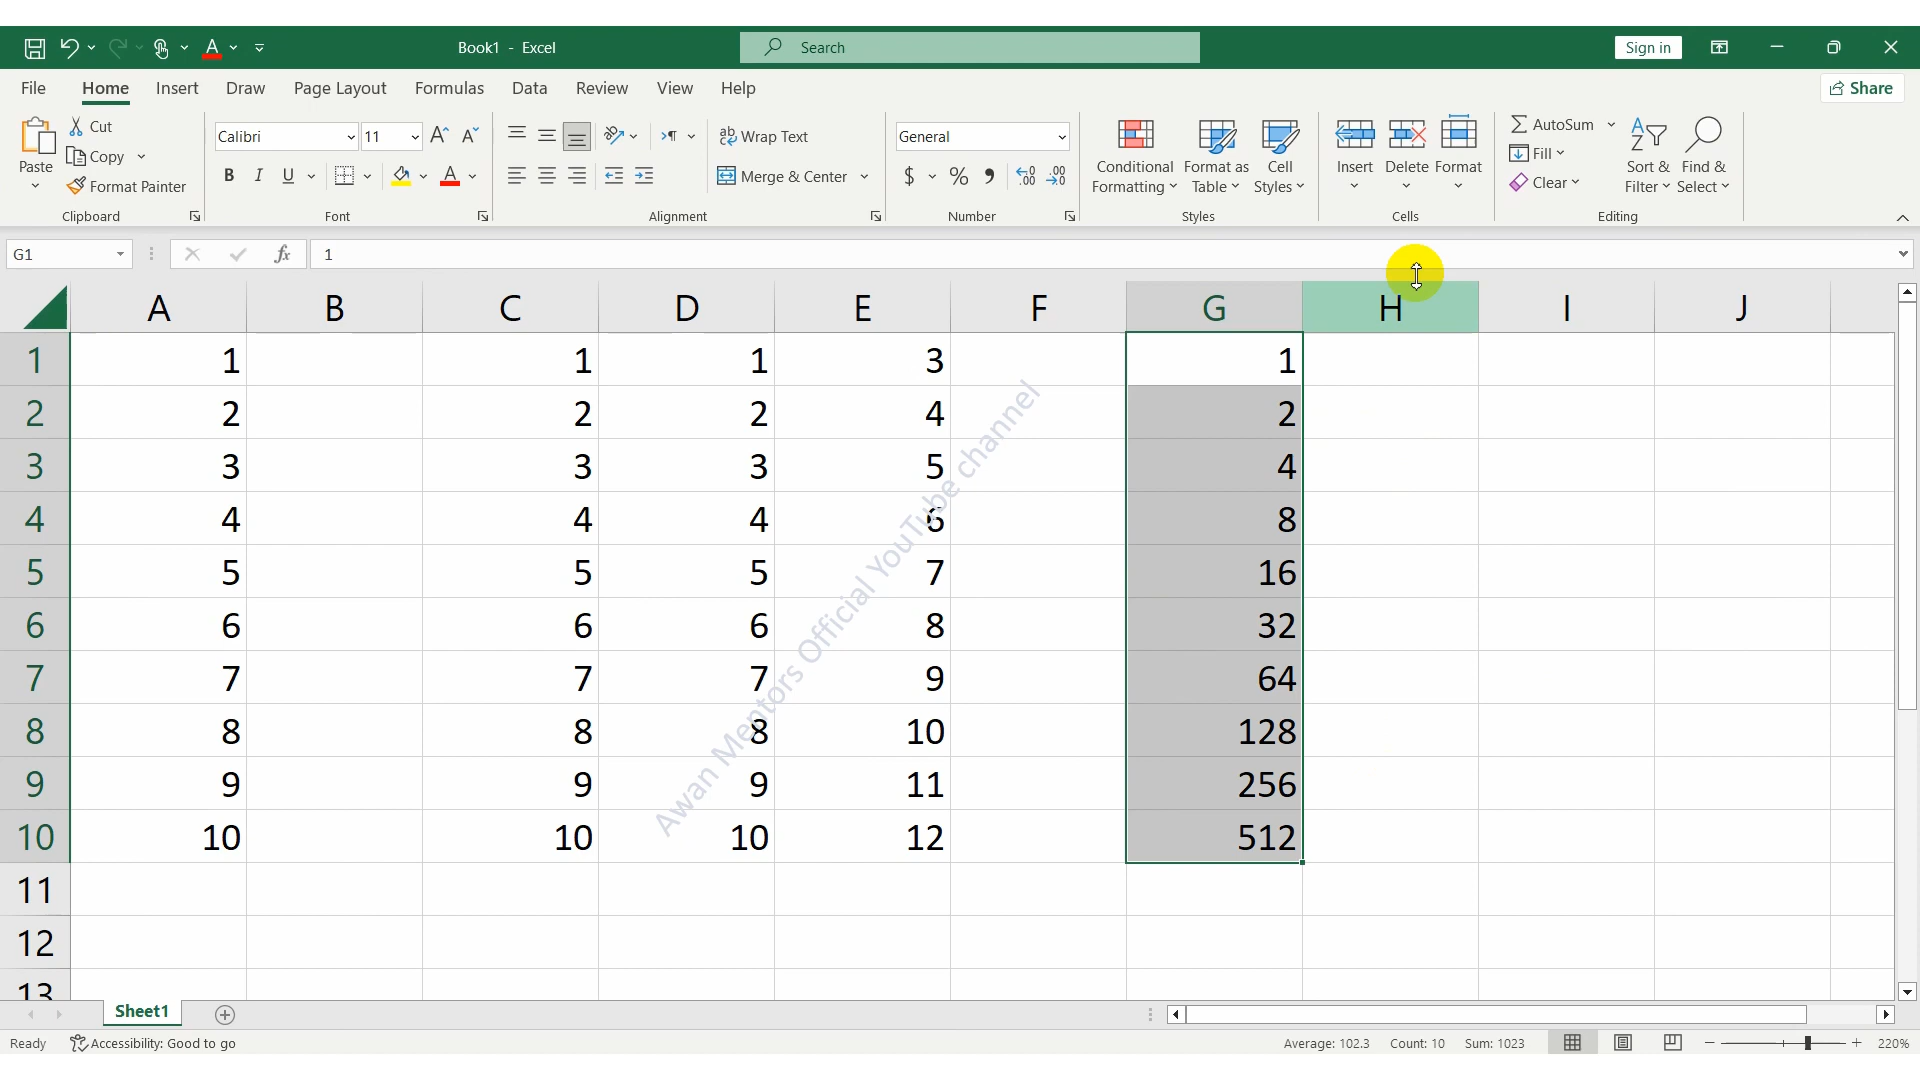 Book1 - Excel
Search
Sign in
File Home Insert Draw Page Layout Formulas Data Review View Help
Share
Paste
Cut
Copy
Format Painter
Clipboard
Calibri 11
B I U
Font
ab Wrap Text
Merge & Center
Alignment
General
$ % 9
Number
Conditional Formatting
Format as Table
Cell Styles
Styles
Insert Delete Format
Cells
AutoSum
Fill
Clear
Sort & Filter
Find & Select
Editing
G1 fx 1
A B C D E F G H I J
1 1 1 1 3 1
2 2 2 2 4 2
3 3 3 3 5 4
4 4 4 4 6 8
5 5 5 5 7 16
6 6 6 6 8 32
7 7 7 7 9 64
8 8 8 8 10 128
9 9 9 9 11 256
10 10 10 10 12 512
11
12
13
Awan Mentors Official YouTube channel
Sheet1
Ready Accessibility: Good to go
Average: 102.3 Count: 10 Sum: 1023
220%